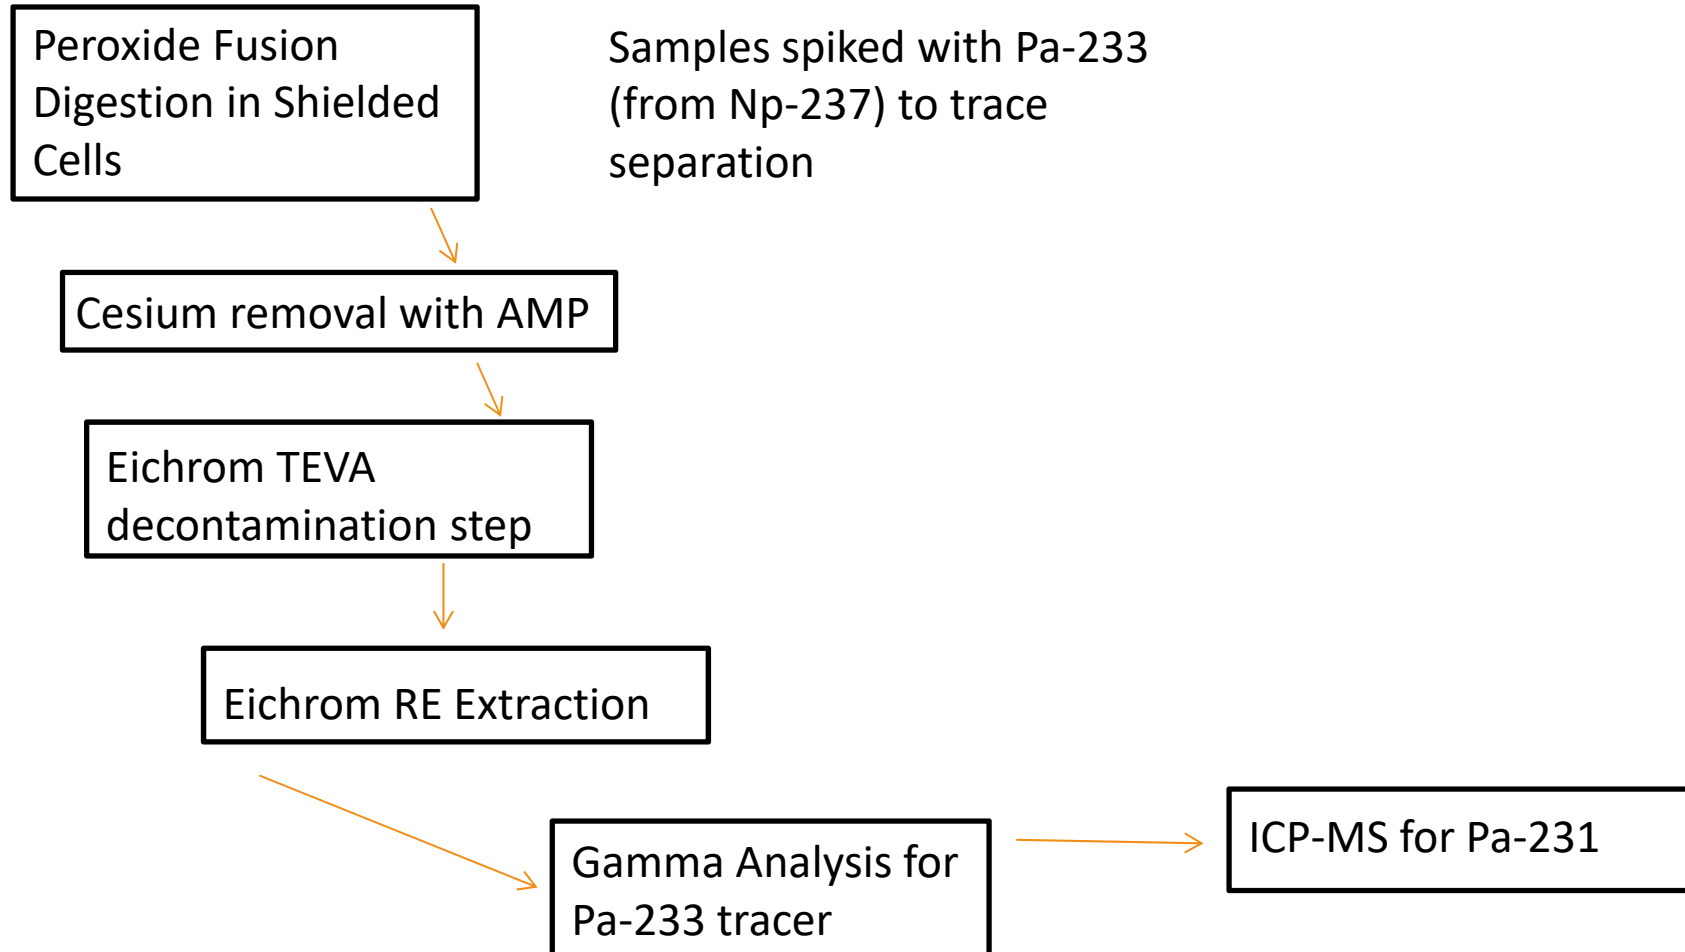 Peroxide Fusion
Digestion in Shielded
Cells
Samples spiked with Pa-233
(from Np-237) to trace
separation
Cesium removal with AMP
Eichrom TEVA
decontamination step
Eichrom RE Extraction
Gamma Analysis for
Pa-233 tracer
ICP-MS for Pa-231